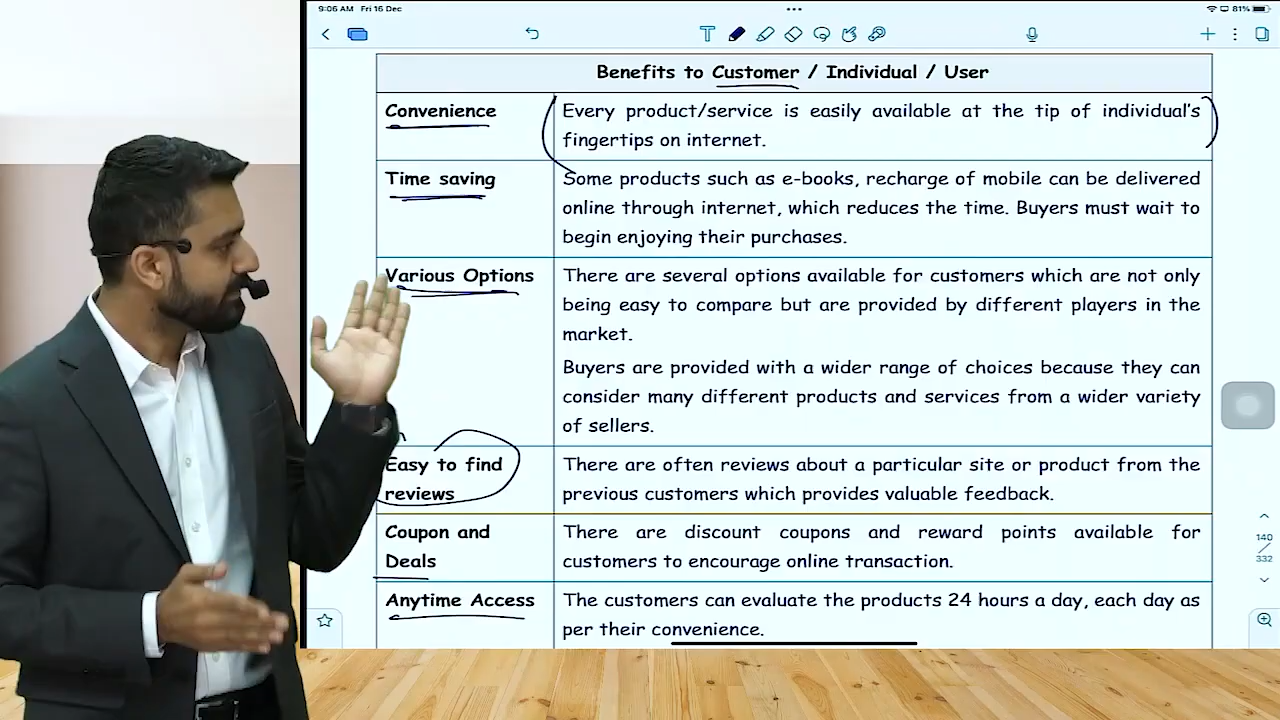 9:06 AM Fri 16 Dec
81%
Benefits to Customer / Individual / User
Convenience
Every product/service is easily available at the tip of individual's
fingertips on internet.
Time saving
Some products such as e-books, recharge of mobile can be delivered
online through internet, which reduces the time. Buyers must wait to
begin enjoying their purchases.
Various Options
There are several options available for customers which are not only
being easy to compare but are provided by different players in the
market.
Buyers are provided with a wider range of choices because they can
consider many different products and services from a wider variety
of sellers.
Easy to find
reviews
There are often reviews about a particular site or product from the
previous customers which provides valuable feedback.
Coupon and
Deals
There are discount coupons and reward points available for
customers to encourage online transaction.
Anytime Access
The customers can evaluate the products 24 hours a day, each day as
per their convenience.
140
332